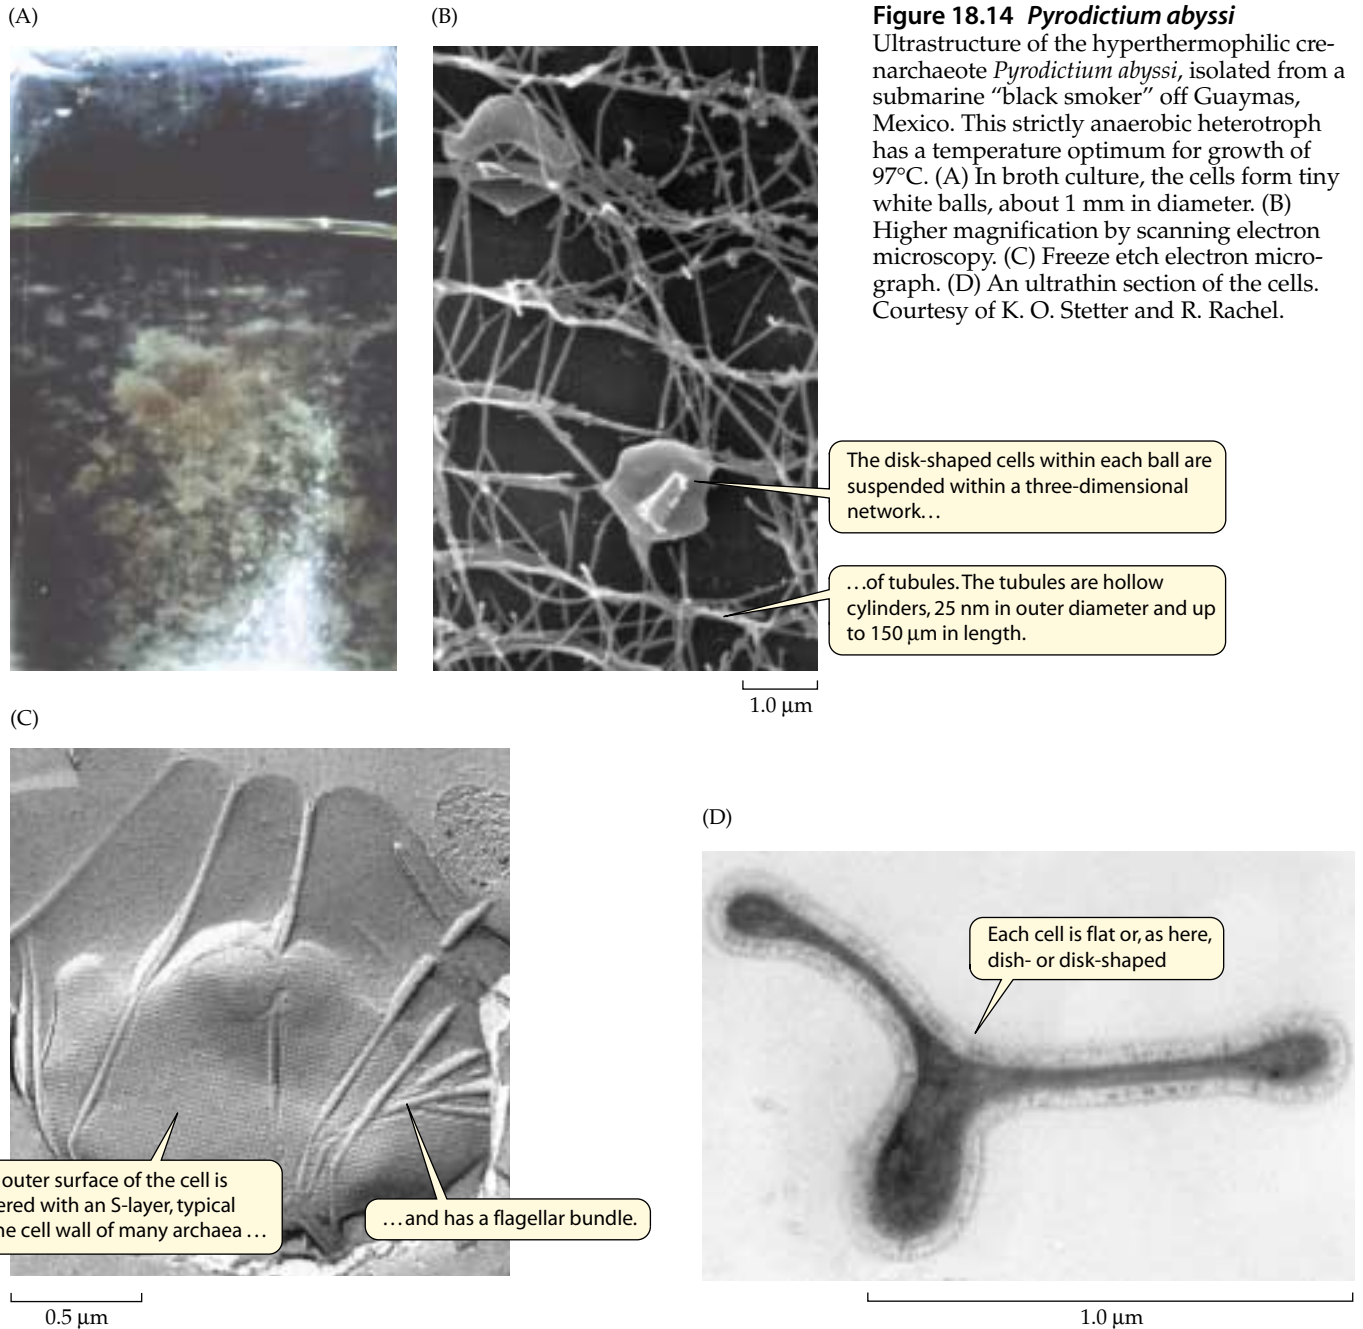 (A)
(B)
Figure 18.14 Pyrodictium abyssi
Ultrastructure of the hyperthermophilic cre-
narchaeote Pyrodictium abyssi, isolated from a
submarine “black smoker” off Guaymas,
Mexico. This strictly anaerobic heterotroph
has a temperature optimum for growth of
97°C. (A) In broth culture, the cells form tiny
white balls, about 1 mm in diameter. (B)
Higher magnification by scanning electron
microscopy. (C) Freeze etch electron micro-
graph. (D) An ultrathin section of the cells.
Courtesy of K. O. Stetter and R. Rachel.
The disk-shaped cells within each ball are
suspended within a three-dimensional
network…
…of tubules. The tubules are hollow
cylinders, 25 nm in outer diameter and up
to 150 µm in length.
1.0 µm
(C)
outer surface of the cell is
ered with an S-layer, typical
he cell wall of many archaea …
…and has a flagellar bundle.
0.5 µm
(D)
Each cell is flat or, as here,
dish- or disk-shaped
1.0 µm